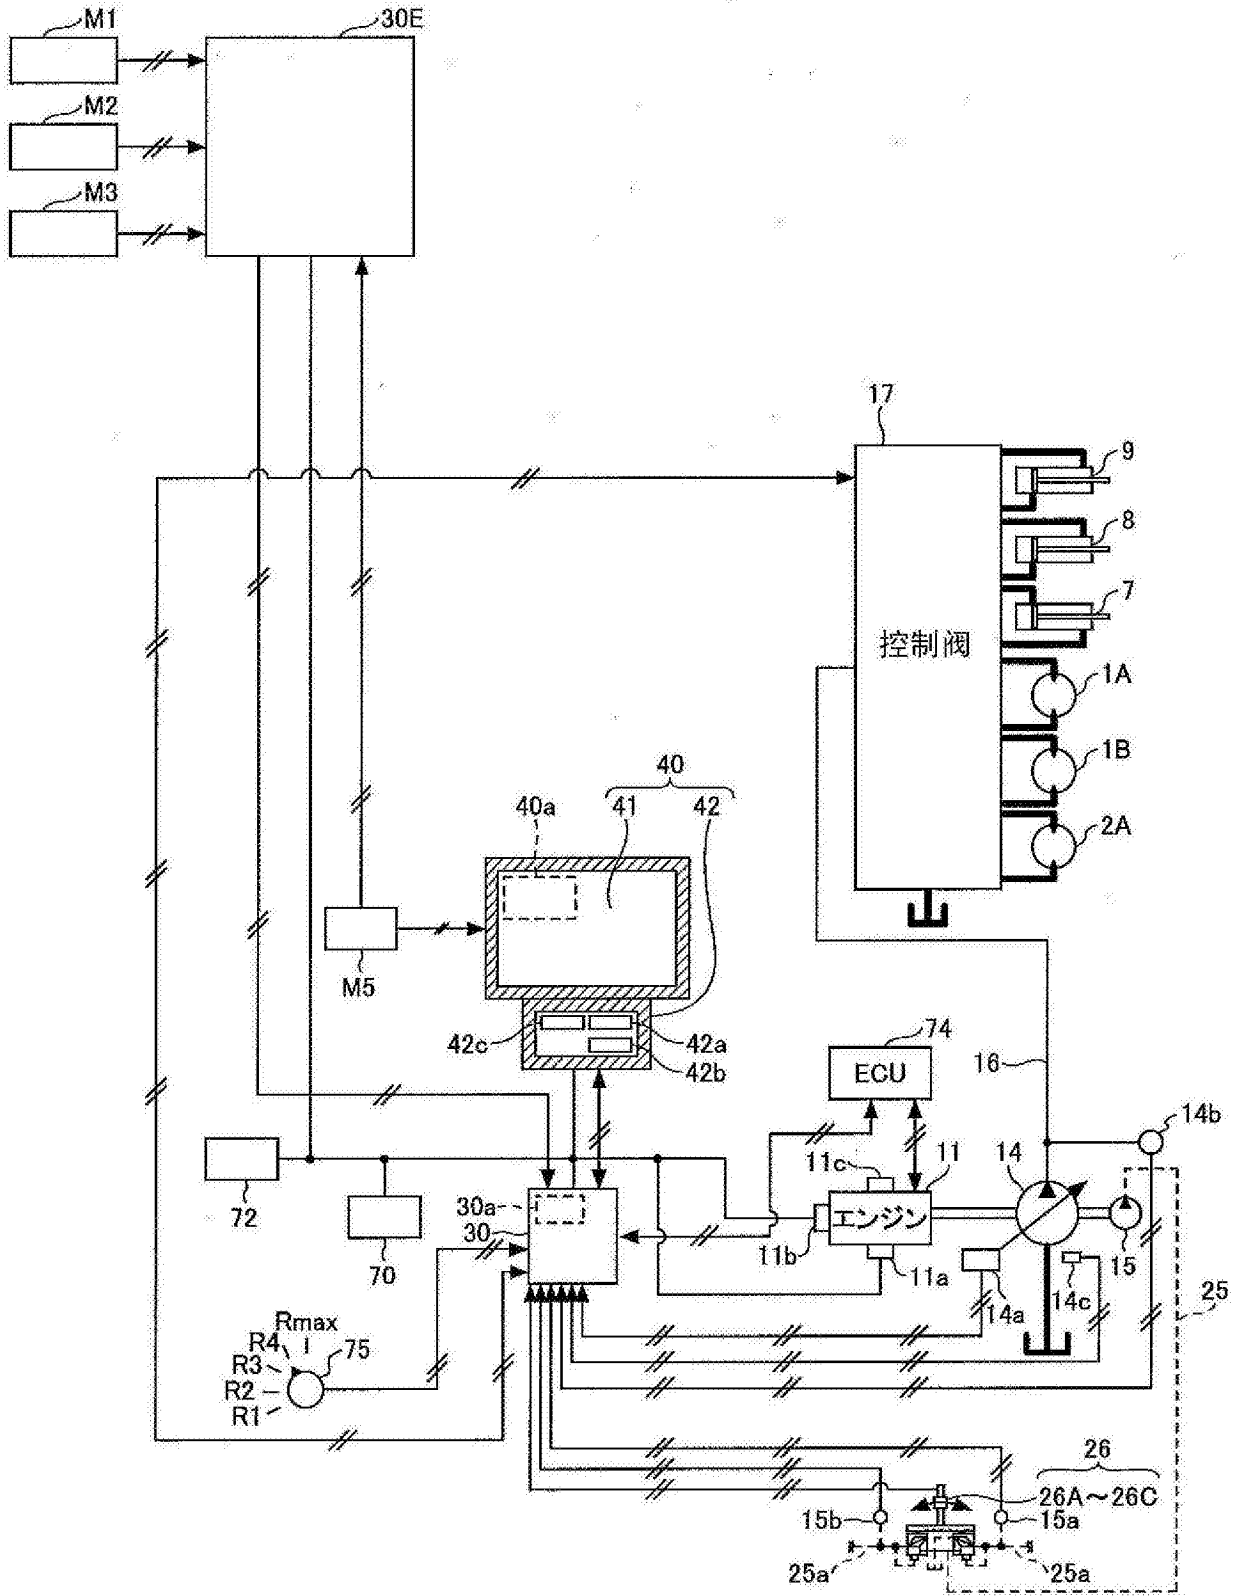 M1
30E
M2
M3
17
9
8
7
控制阀
1A
1B
2A
40
40a
41
42
M5
42c
42a
42b
74
ECU
16
14b
11c
11
14
72
30a
30
エンジン
70
11b
11a
15
14a
14c
25
Rmax
R4
R3
R2
R1
75
26
26A～26C
15b
15a
25a
25a